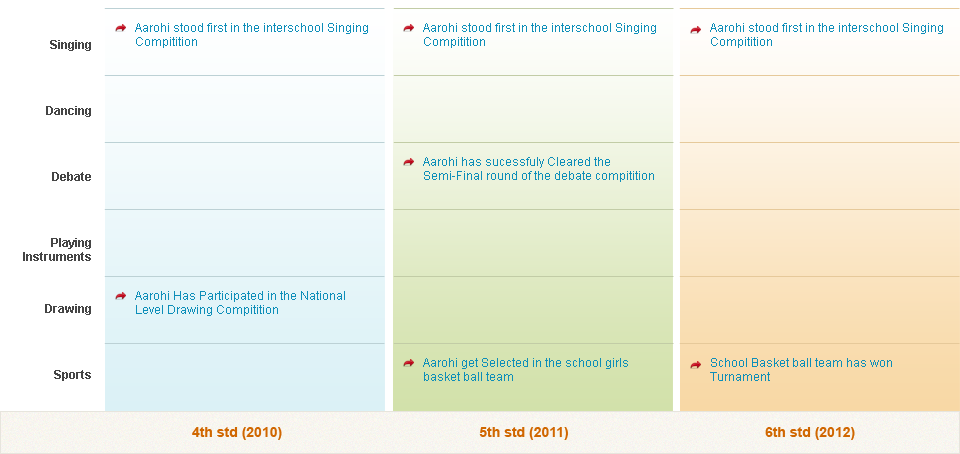 Singing
Aarohi stood first in the interschool Singing
Compitition
Aarohi stood first in the interschool Singing
Compitition
Aarohi stood first in the interschool Singing
Compitition
Dancing
Debate
Aarohi has sucessfuly Cleared the
Semi-Final round of the debate compitition
Playing
Instruments
Drawing
Aarohi Has Participated in the National
Level Drawing Compitition
Sports
Aarohi get Selected in the school girls
basket ball team
School Basket ball team has won
Turnament
4th std (2010)
5th std (2011)
6th std (2012)